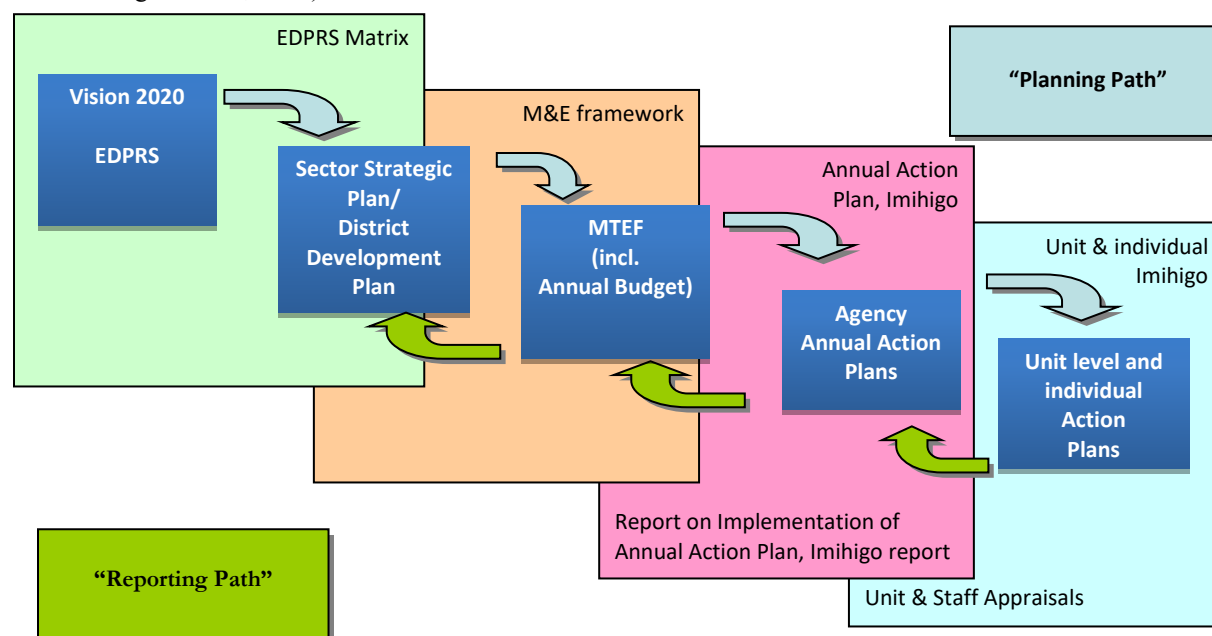 EDPRS Matrix
Vision 2020
EDPRS
"Planning Path"
M&E framework
Sector Strategic
Plan/
District
Development
Plan
Annual Action
Plan, Imihigo
MTEF
(incl.
Annual Budget)
Unit & individual
Imihigo
Agency
Annual Action
Plans
Unit level and
individual
Action
Plans
Report on Implementation of
Annual Action Plan, Imihigo report
“Reporting Path”
Unit & Staff Appraisals